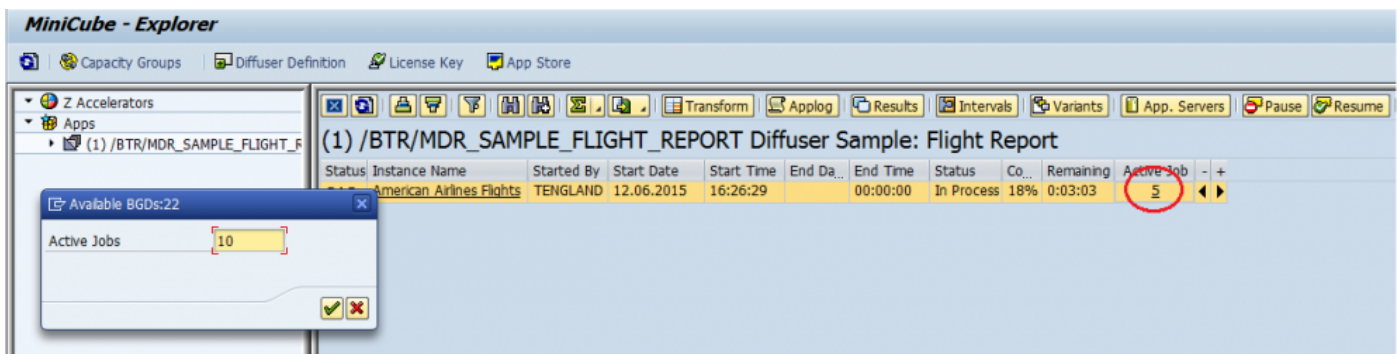 MiniCube - Explorer
Capacity Groups Diffuser Definition License Key App Store
Z Accelerators
Apps
(1) /BTR/MDR_SAMPLE_FLIGHT_R
Transform Applog Results Intervals Variants App. Servers Pause Resume
(1) /BTR/MDR_SAMPLE_FLIGHT_REPORT Diffuser Sample: Flight Report
Status Instance Name Started By Start Date Start Time End Da... End Time Status Co... Remaining Active Job - +
American Airlines Flights TENGLAND 12.06.2015 16:26:29 00:00:00 In Process 18% 0:03:03 5
Available BGDs:22
Active Jobs 10